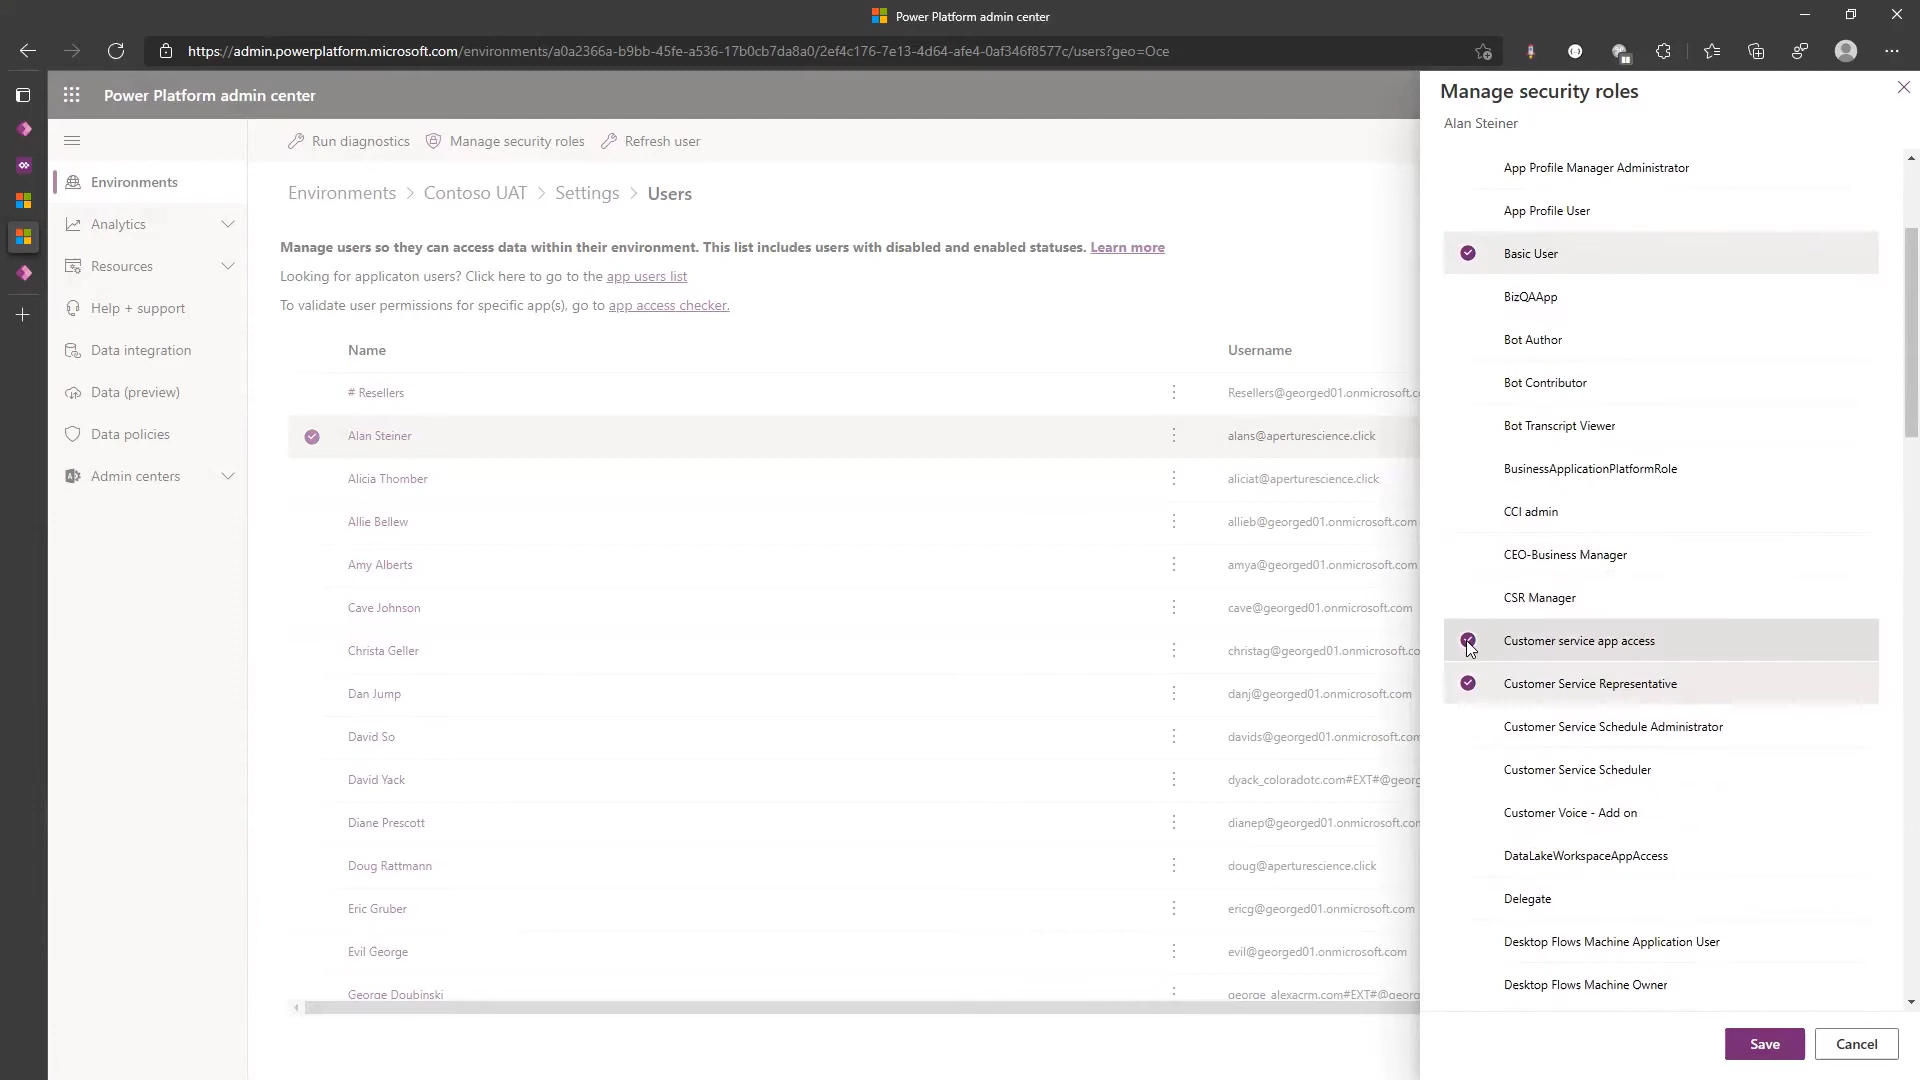 Power Platform admin center
https://admin.powerplatform.microsoft.com/environments/a0a2366a-b9bb-45fe-a536-17b0cb7da8a0/2ef4c176-7e13-4d64-afe4-0af346f8577c/users?geo=Oce
Power Platform admin center
Environments
Analytics
Resources
Help + support
Data integration
Data (preview)
Data policies
Admin centers
Run diagnostics
Manage security roles
Refresh user
Environments > Contoso UAT > Settings > Users
Manage users so they can access data within their environment. This list includes users with disabled and enabled statuses. Learn more
Looking for applicaton users? Click here to go to the app users list
To validate user permissions for specific app(s), go to app access checker.
Name Username
# Resellers Resellers@georged01.onmicrosoft.co
Alan Steiner alans@aperturescience.click
Alicia Thomber aliciat@aperturescience.click
Allie Bellew allieb@georged01.onmicrosoft.com
Amy Alberts amya@georged01.onmicrosoft.com
Cave Johnson cave@georged01.onmicrosoft.com
Christa Geller christag@georged01.onmicrosoft.co
Dan Jump danj@georged01.onmicrosoft.com
David So davids@georged01.onmicrosoft.com
David Yack dyack_coloradotc.com#EXT#@georg
Diane Prescott dianep@georged01.onmicrosoft.com
Doug Rattmann doug@aperturescience.click
Eric Gruber ericg@georged01.onmicrosoft.com
Evil George evil@georged01.onmicrosoft.com
George Doubinski george_alexacrm.com#EXT#@georg
Manage security roles
Alan Steiner
App Profile Manager Administrator
App Profile User
Basic User
BizQAApp
Bot Author
Bot Contributor
Bot Transcript Viewer
BusinessApplicationPlatformRole
CCI admin
CEO-Business Manager
CSR Manager
Customer service app access
Customer Service Representative
Customer Service Schedule Administrator
Customer Service Scheduler
Customer Voice - Add on
DataLakeWorkspaceAppAccess
Delegate
Desktop Flows Machine Application User
Desktop Flows Machine Owner
Save
Cancel